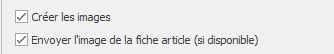 Créer les images
Envoyer l'image de la fiche article (si disponible)